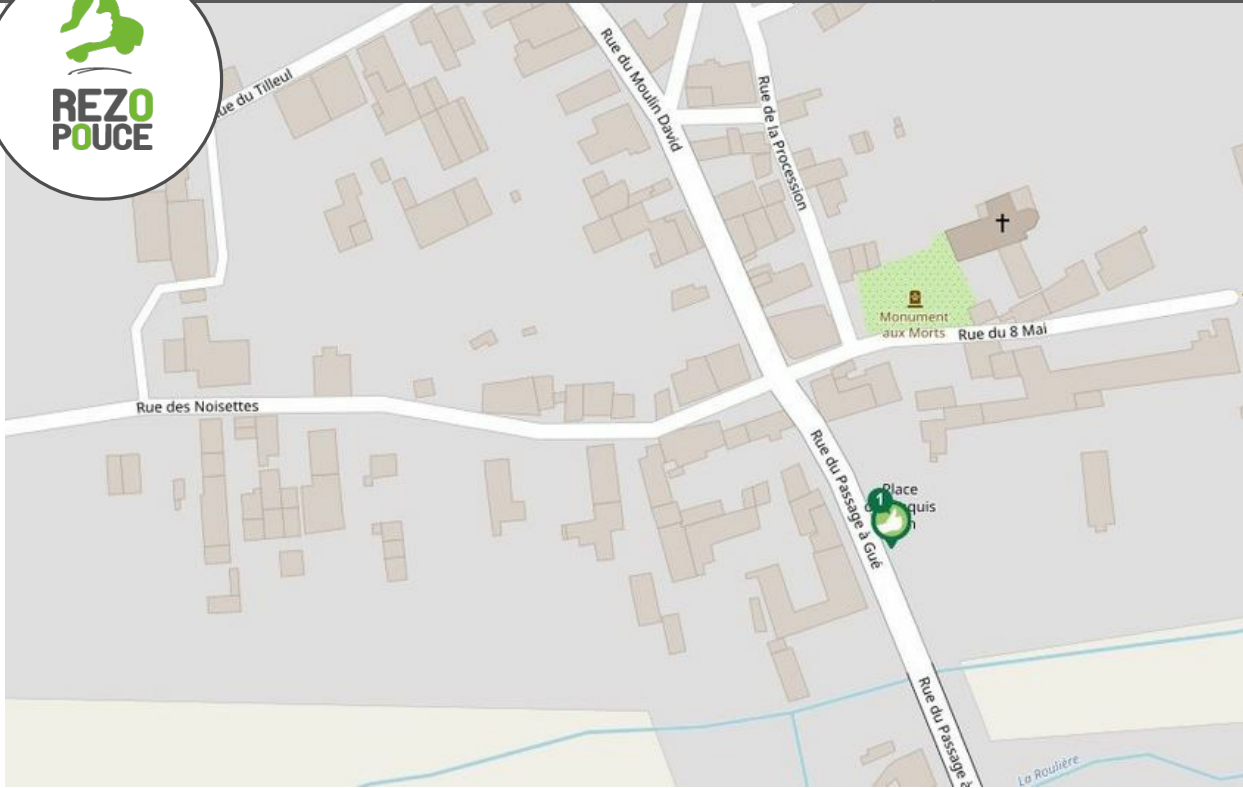 REZO
POUCE
Rue du Tilleul
Rue du Moulin David
Rue de la Procession
Monument
aux Morts
Rue du 8 Mai
Rue des Noisettes
Rue du Passage à Gué
1
Place
Rue du Passage à
La Roulière